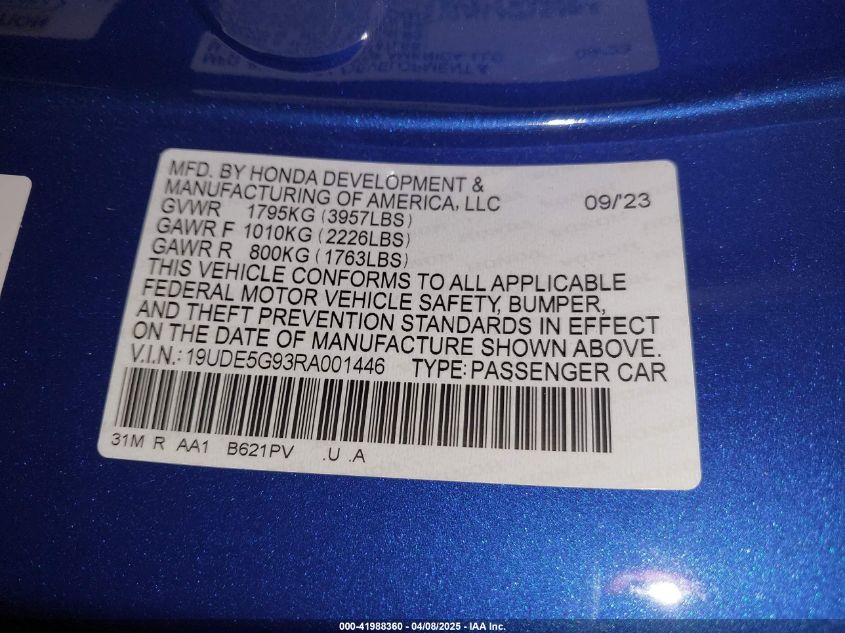 MFD. BY HONDA DEVELOPMENT &
MANUFACTURING OF AMERICA, LLC 09/'23
GVWR 1795KG (3957LBS)
GAWR F 1010KG (2226LBS)
GAWR R 800KG (1763LBS)
THIS VEHICLE CONFORMS TO ALL APPLICABLE
FEDERAL MOTOR VEHICLE SAFETY, BUMPER,
AND THEFT PREVENTION STANDARDS IN EFFECT
ON THE DATE OF MANUFACTURE SHOWN ABOVE.
V.I.N.: 19UDE5G93RA001446 TYPE: PASSENGER CAR
31M R AA1 B621PV .U .A
000-41988360 - 04/08/2025 - IAA Inc.